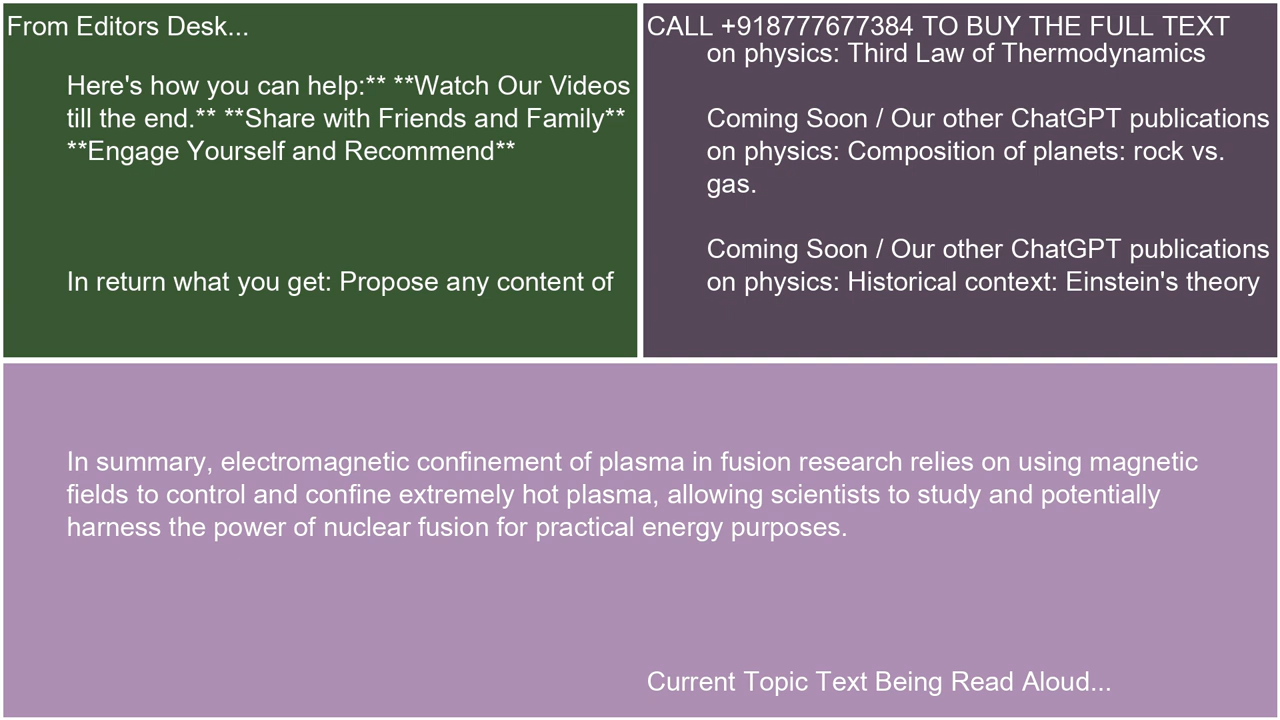 From Editors Desk...
Here's how you can help:** **Watch Our Videos
till the end.** **Share with Friends and Family**
**Engage Yourself and Recommend**
In return what you get: Propose any content of
CALL +918777677384 TO BUY THE FULL TEXT
on physics: Third Law of Thermodynamics
Coming Soon / Our other ChatGPT publications
on physics: Composition of planets: rock vs.
gas.
Coming Soon / Our other ChatGPT publications
on physics: Historical context: Einstein's theory
In summary, electromagnetic confinement of plasma in fusion research relies on using magnetic
fields to control and confine extremely hot plasma, allowing scientists to study and potentially
harness the power of nuclear fusion for practical energy purposes.
Current Topic Text Being Read Aloud...